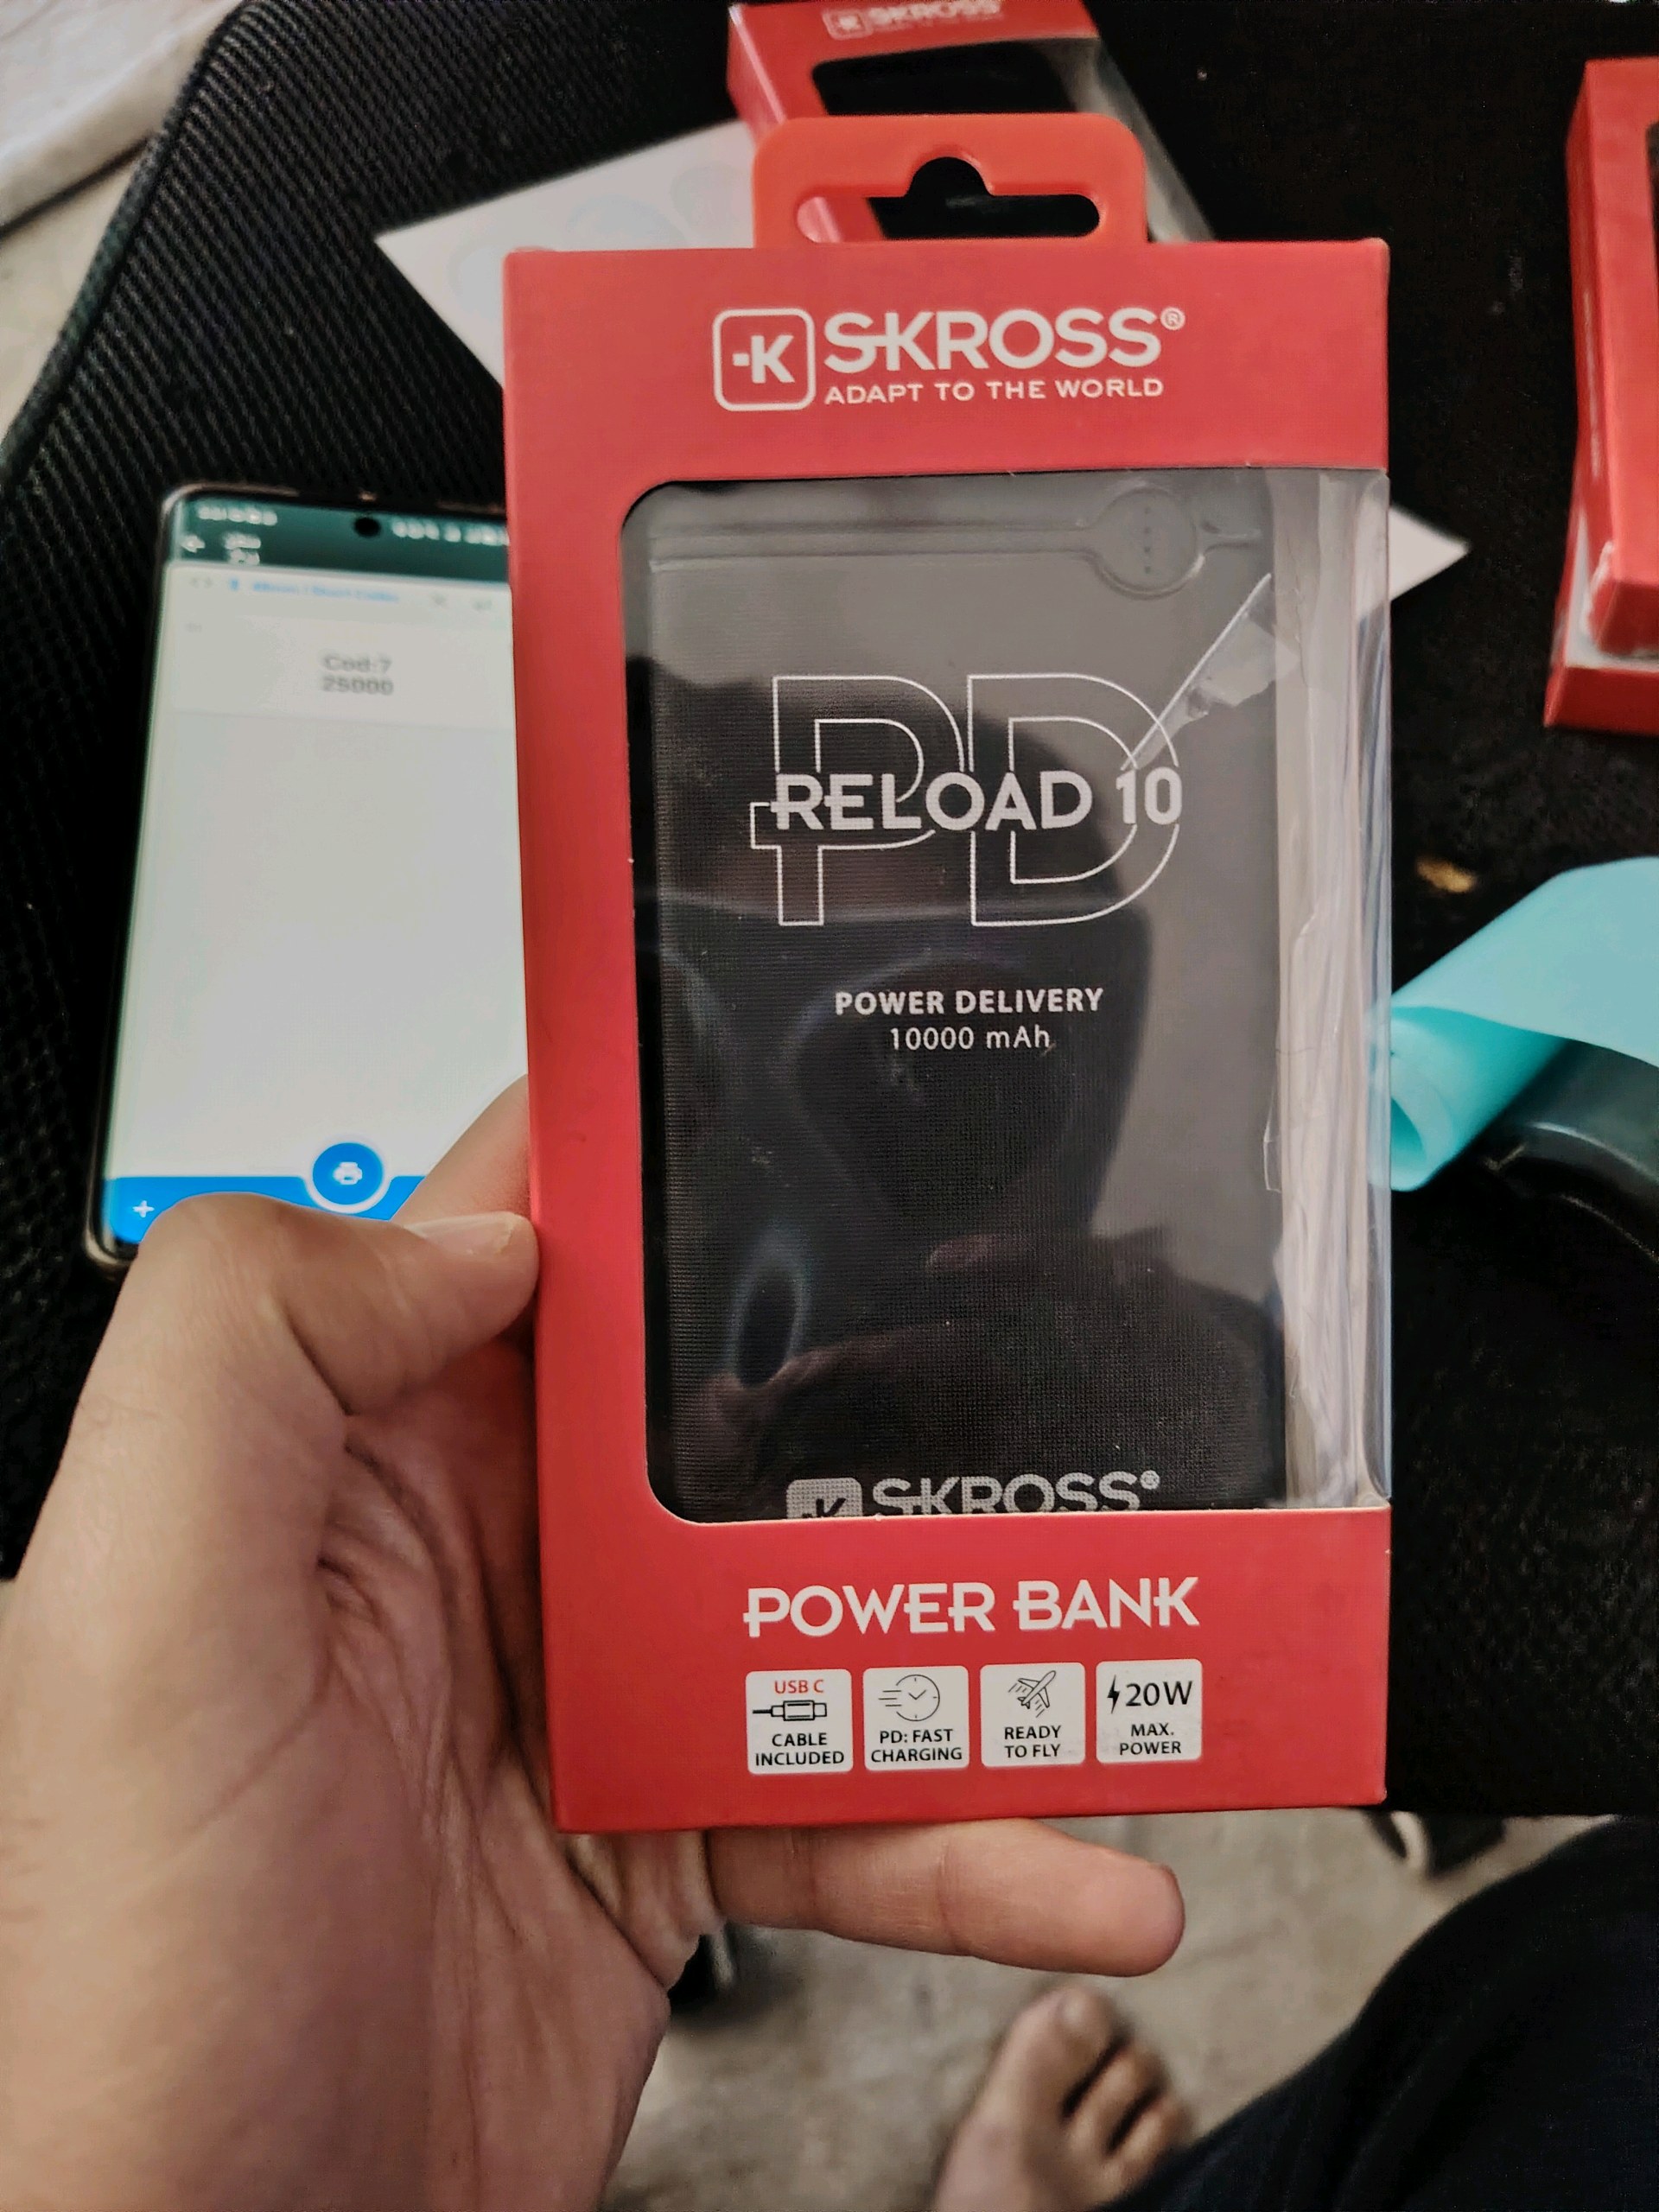 SKROSS
-K SKROSS®
ADAPT TO THE WORLD
Cod:7
25000
PD
RELOAD 10
POWER DELIVERY
10000 mAh
SKROSS®
POWER BANK
USB C
CABLE
INCLUDED
PD: FAST
CHARGING
READY
TO FLY
20W
MAX.
POWER